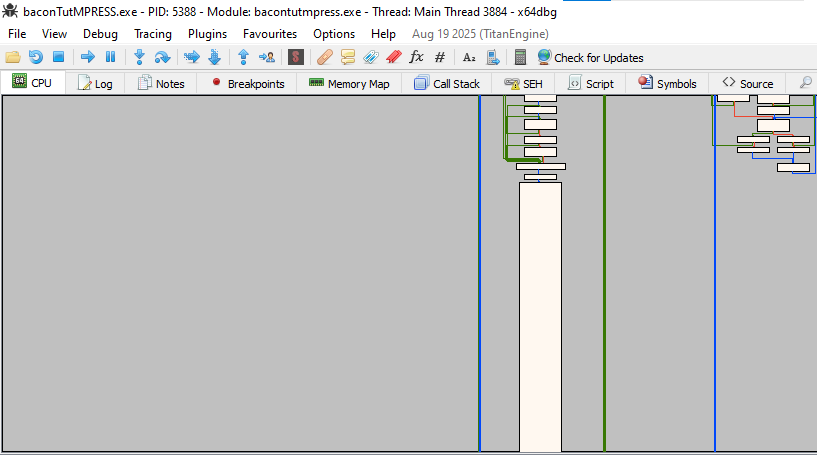 baconTutMPRESS.exe - PID: 5388 - Module: bacontutmpress.exe - Thread: Main Thread 3884 - x64dbg
File View Debug Tracing Plugins Favourites Options Help Aug 19 2025 (TitanEngine)
fx # A₂ Check for Updates
CPU Log Notes Breakpoints Memory Map Call Stack SEH Script Symbols Source